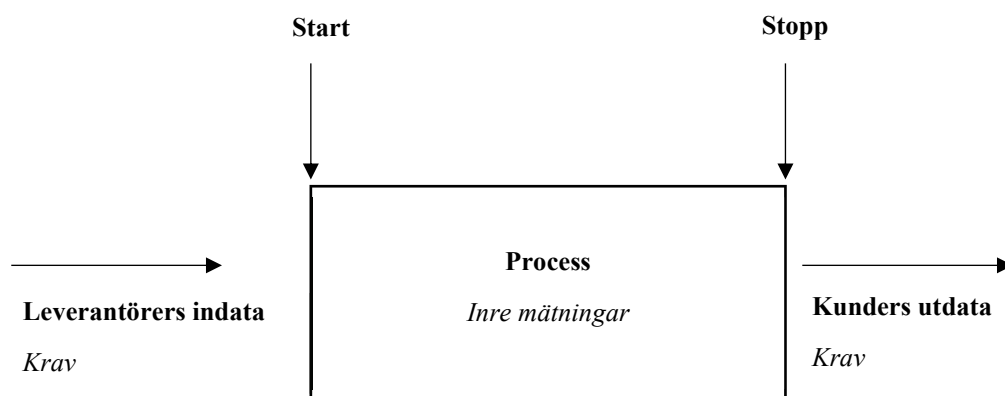 Start
Stopp
Process
Inre mätningar
Leverantörers indata
Krav
Kunders utdata
Krav